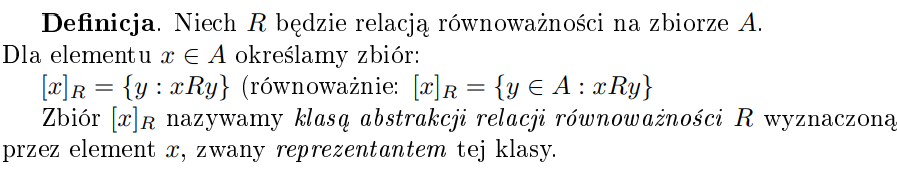 Definicja. Niech R będzie relacją równoważności na zbiorze A.
Dla elementu x ∈ A określamy zbiór:
[x]_R = {y : xRy} (równoważnie: [x]_R = {y ∈ A : xRy}
Zbiór [x]_R nazywamy klasą abstrakcji relacji równoważności R wyznaczoną
przez element x, zwany reprezentantem tej klasy.